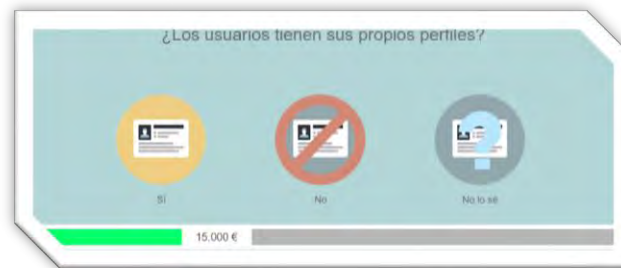 ¿Los usuarios tienen sus propios perfiles?
Sí
No
No lo sé
15.000 €